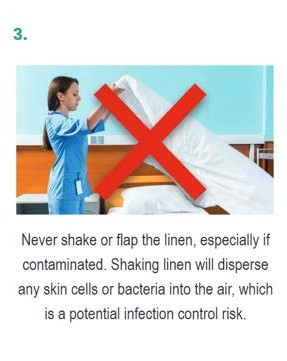 3.
Never shake or flap the linen, especially if
contaminated. Shaking linen will disperse
any skin cells or bacteria into the air, which
is a potential infection control risk.